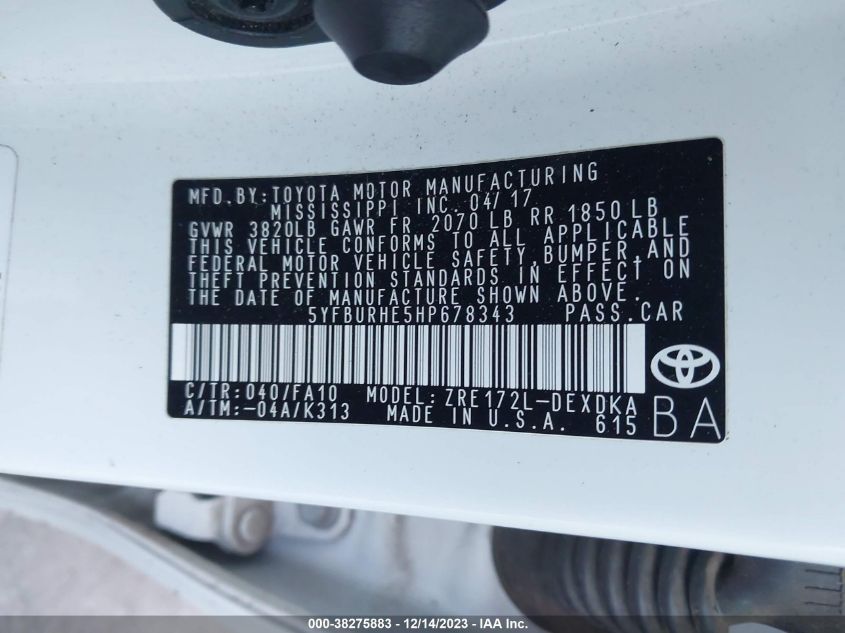 MFD.BY:TOYOTA MOTOR MANUFACTURING
MISSISSIPPI INC. 04/17
GVWR 3820LB GAWR FR 2070 LB RR 1850 LB
THIS VEHICLE CONFORMS TO ALL APPLICABLE
FEDERAL MOTOR VEHICLE SAFETY,BUMPER,AND
THEFT PREVENTION STANDARDS IN EFFECT ON
THE DATE OF MANUFACTURE SHOWN ABOVE.
5YFBURHE5HP678343 PASS.CAR
C/TR:040/FA10 MODEL:ZRE172L-DEXDKA
A/TM:-04A/K313 MADE IN U.S.A. 615
BA
000-38275883 - 12/14/2023 - IAA Inc.